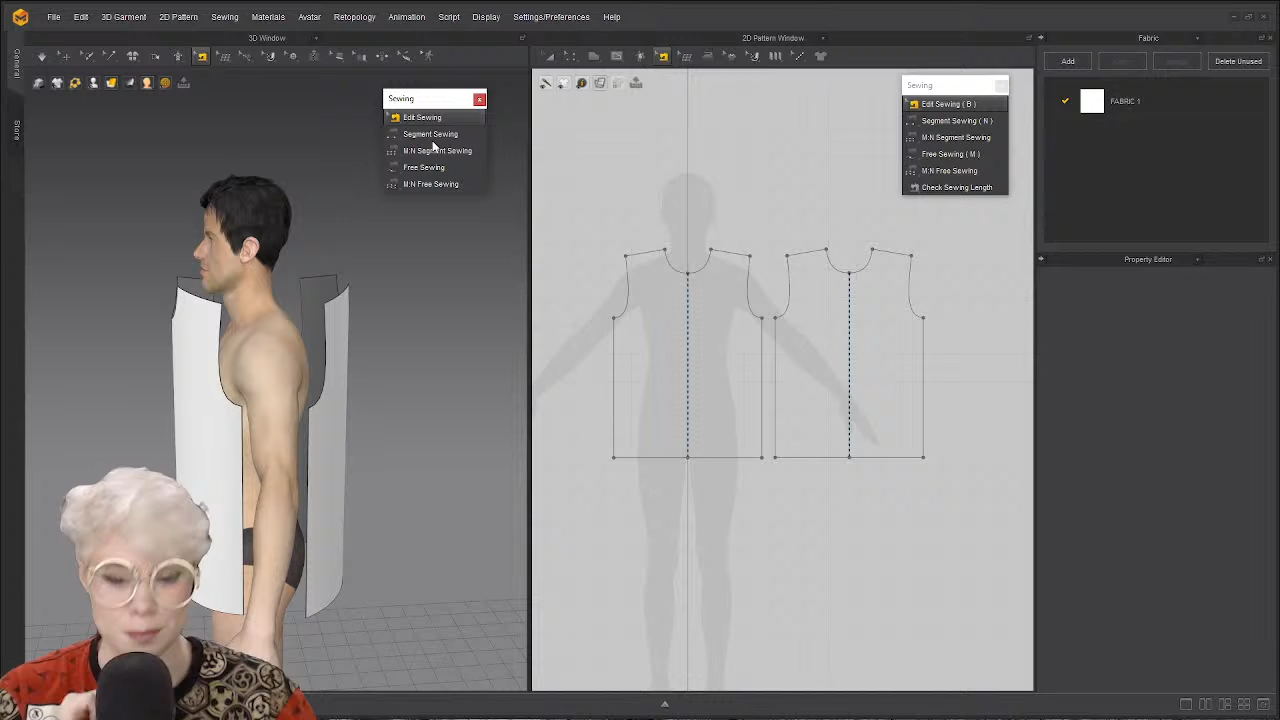 File Edit 3D Garment 2D Pattern Sewing Materials Avatar Retopology Animation Script Display Settings/Preferences Help
3D Window
2D Pattern Window
Fabric
General
Store
Add
Delete Unused
FABRIC 1
Property Editor
Sewing
Edit Sewing
Segment Sewing
M:N Segment Sewing
Free Sewing
M:N Free Sewing
Sewing
Edit Sewing ( B )
Segment Sewing ( N )
M:N Segment Sewing
Free Sewing ( M )
M:N Free Sewing
Check Sewing Length